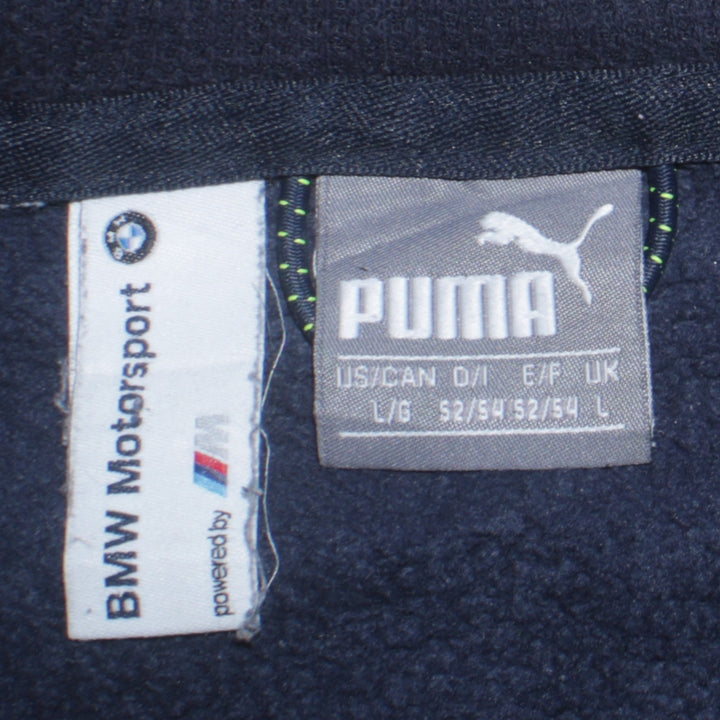 BMW Motorsport
powered by M
PUMA
US/CAN D/I E/F UK
L/G 52/54 52/54 L